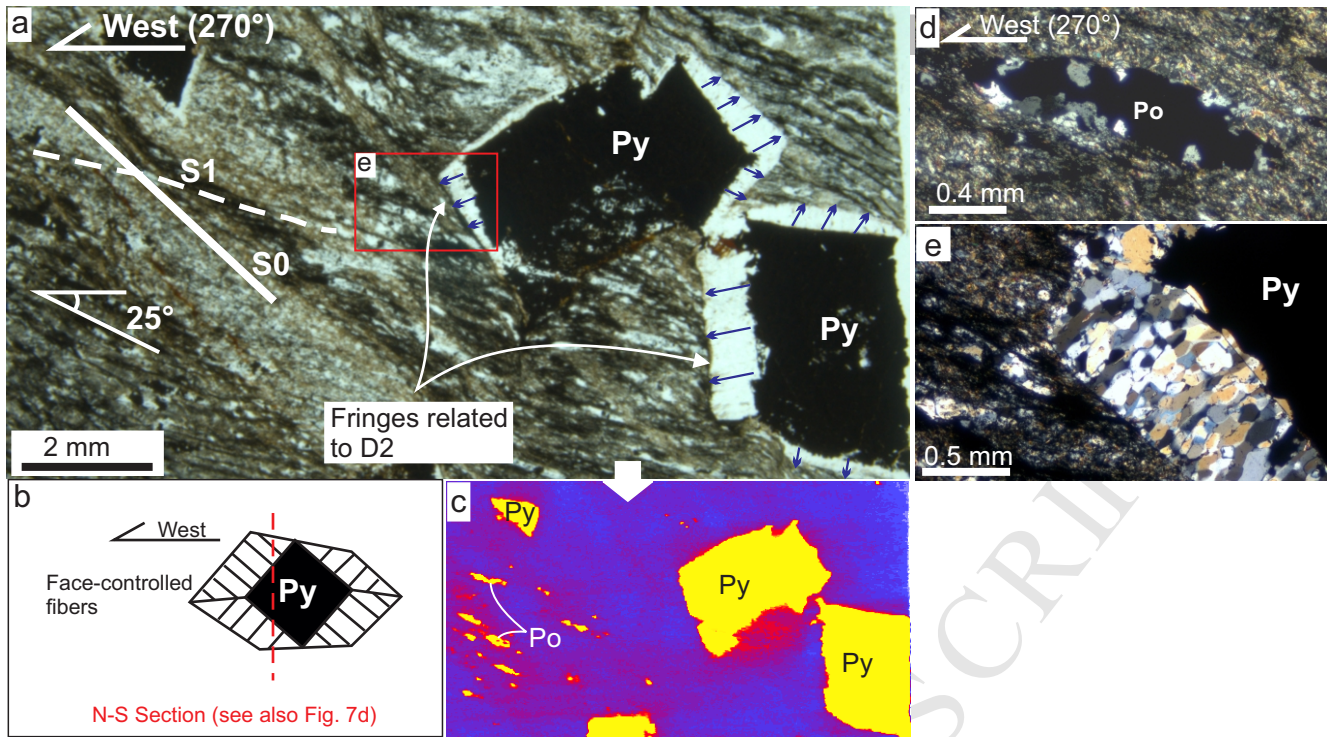 a
West (270°)
Py
e
S1
S0
25°
Py
Fringes related
to D2
2 mm
d
West (270°)
Po
0.4 mm
e
Py
0.5 mm
b
West
Face-controlled
fibers
Py
N-S Section (see also Fig. 7d)
c
Py
Py
Po
Py
SCRI